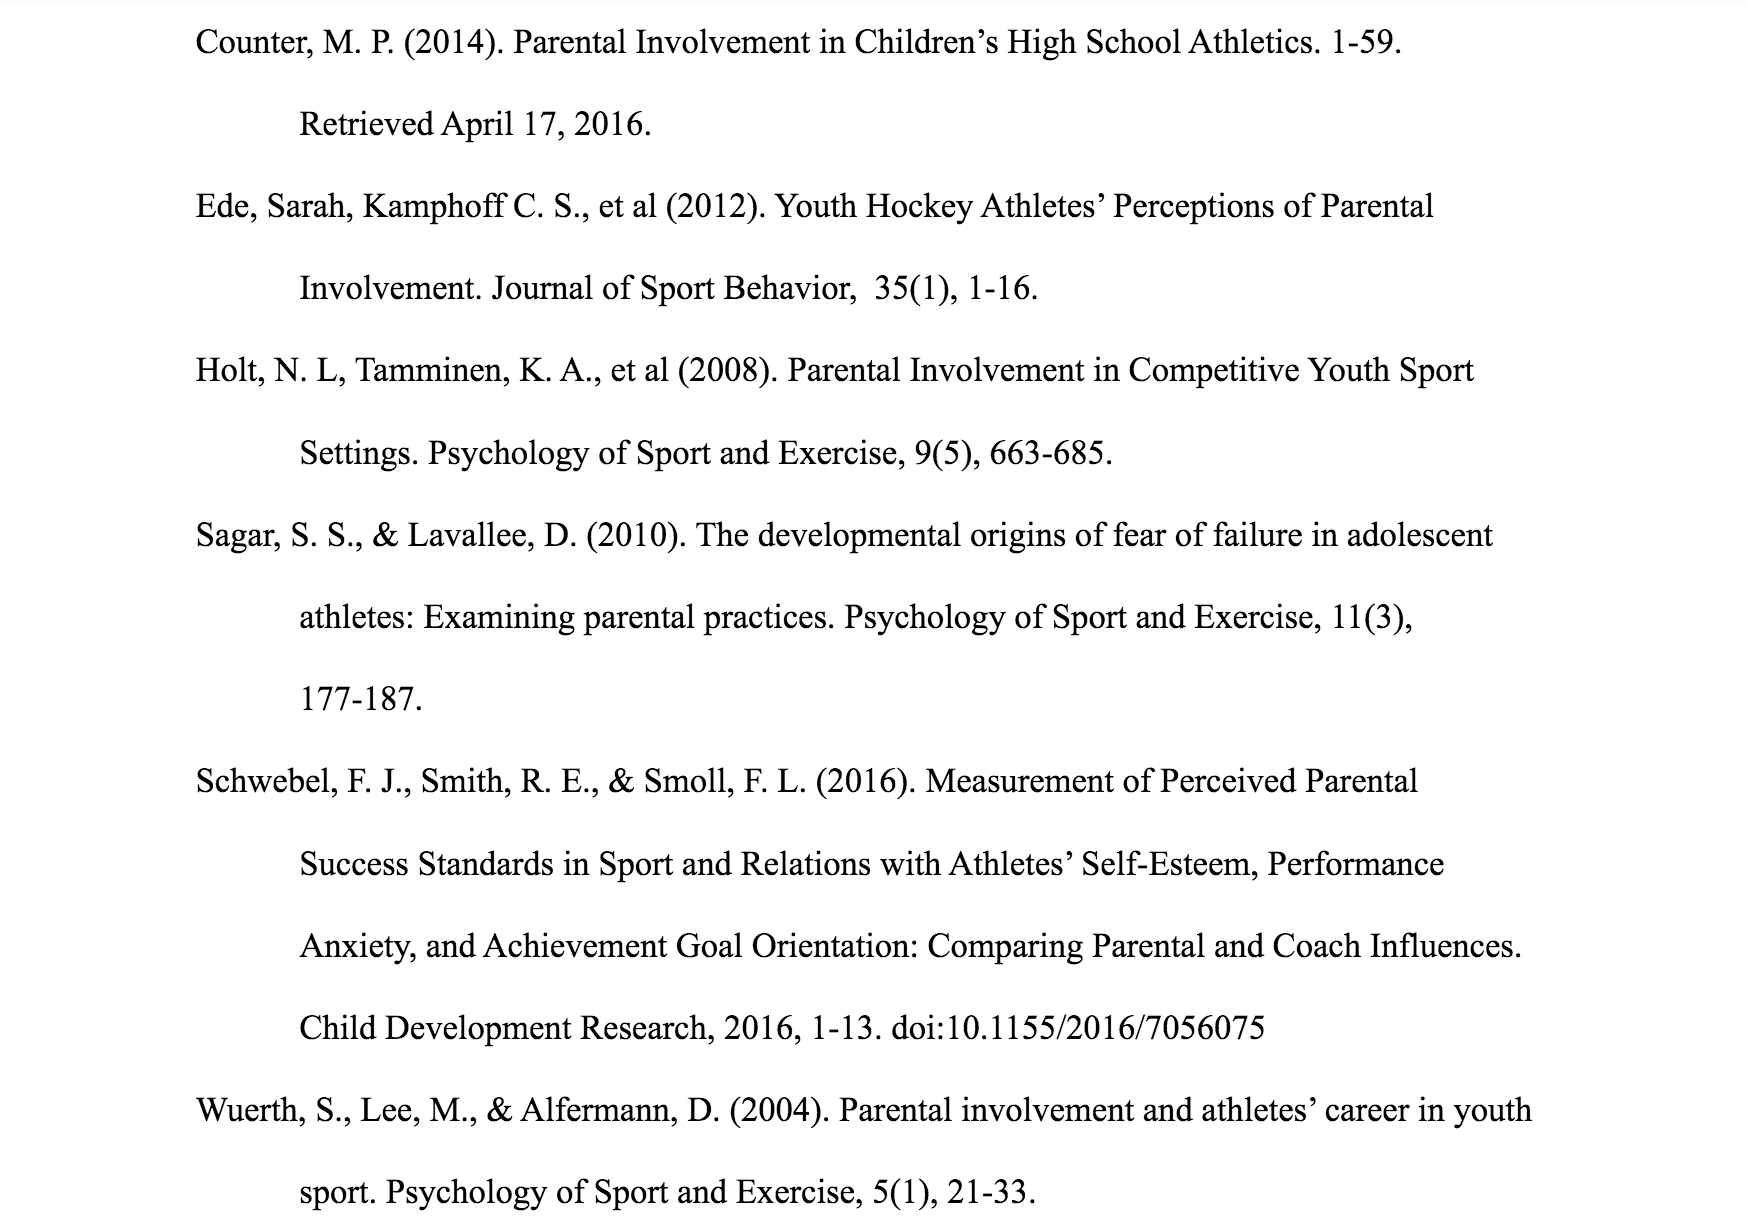 Counter, M. P. (2014). Parental Involvement in Children’s High School Athletics. 1-59.
Retrieved April 17, 2016.
Ede, Sarah, Kamphoff C. S., et al (2012). Youth Hockey Athletes’ Perceptions of Parental
Involvement. Journal of Sport Behavior,  35(1), 1-16.
Holt, N. L, Tamminen, K. A., et al (2008). Parental Involvement in Competitive Youth Sport
Settings. Psychology of Sport and Exercise, 9(5), 663-685.
Sagar, S. S., & Lavallee, D. (2010). The developmental origins of fear of failure in adolescent
athletes: Examining parental practices. Psychology of Sport and Exercise, 11(3),
177-187.
Schwebel, F. J., Smith, R. E., & Smoll, F. L. (2016). Measurement of Perceived Parental
Success Standards in Sport and Relations with Athletes’ Self-Esteem, Performance
Anxiety, and Achievement Goal Orientation: Comparing Parental and Coach Influences.
Child Development Research, 2016, 1-13. doi:10.1155/2016/7056075
Wuerth, S., Lee, M., & Alfermann, D. (2004). Parental involvement and athletes’ career in youth
sport. Psychology of Sport and Exercise, 5(1), 21-33.